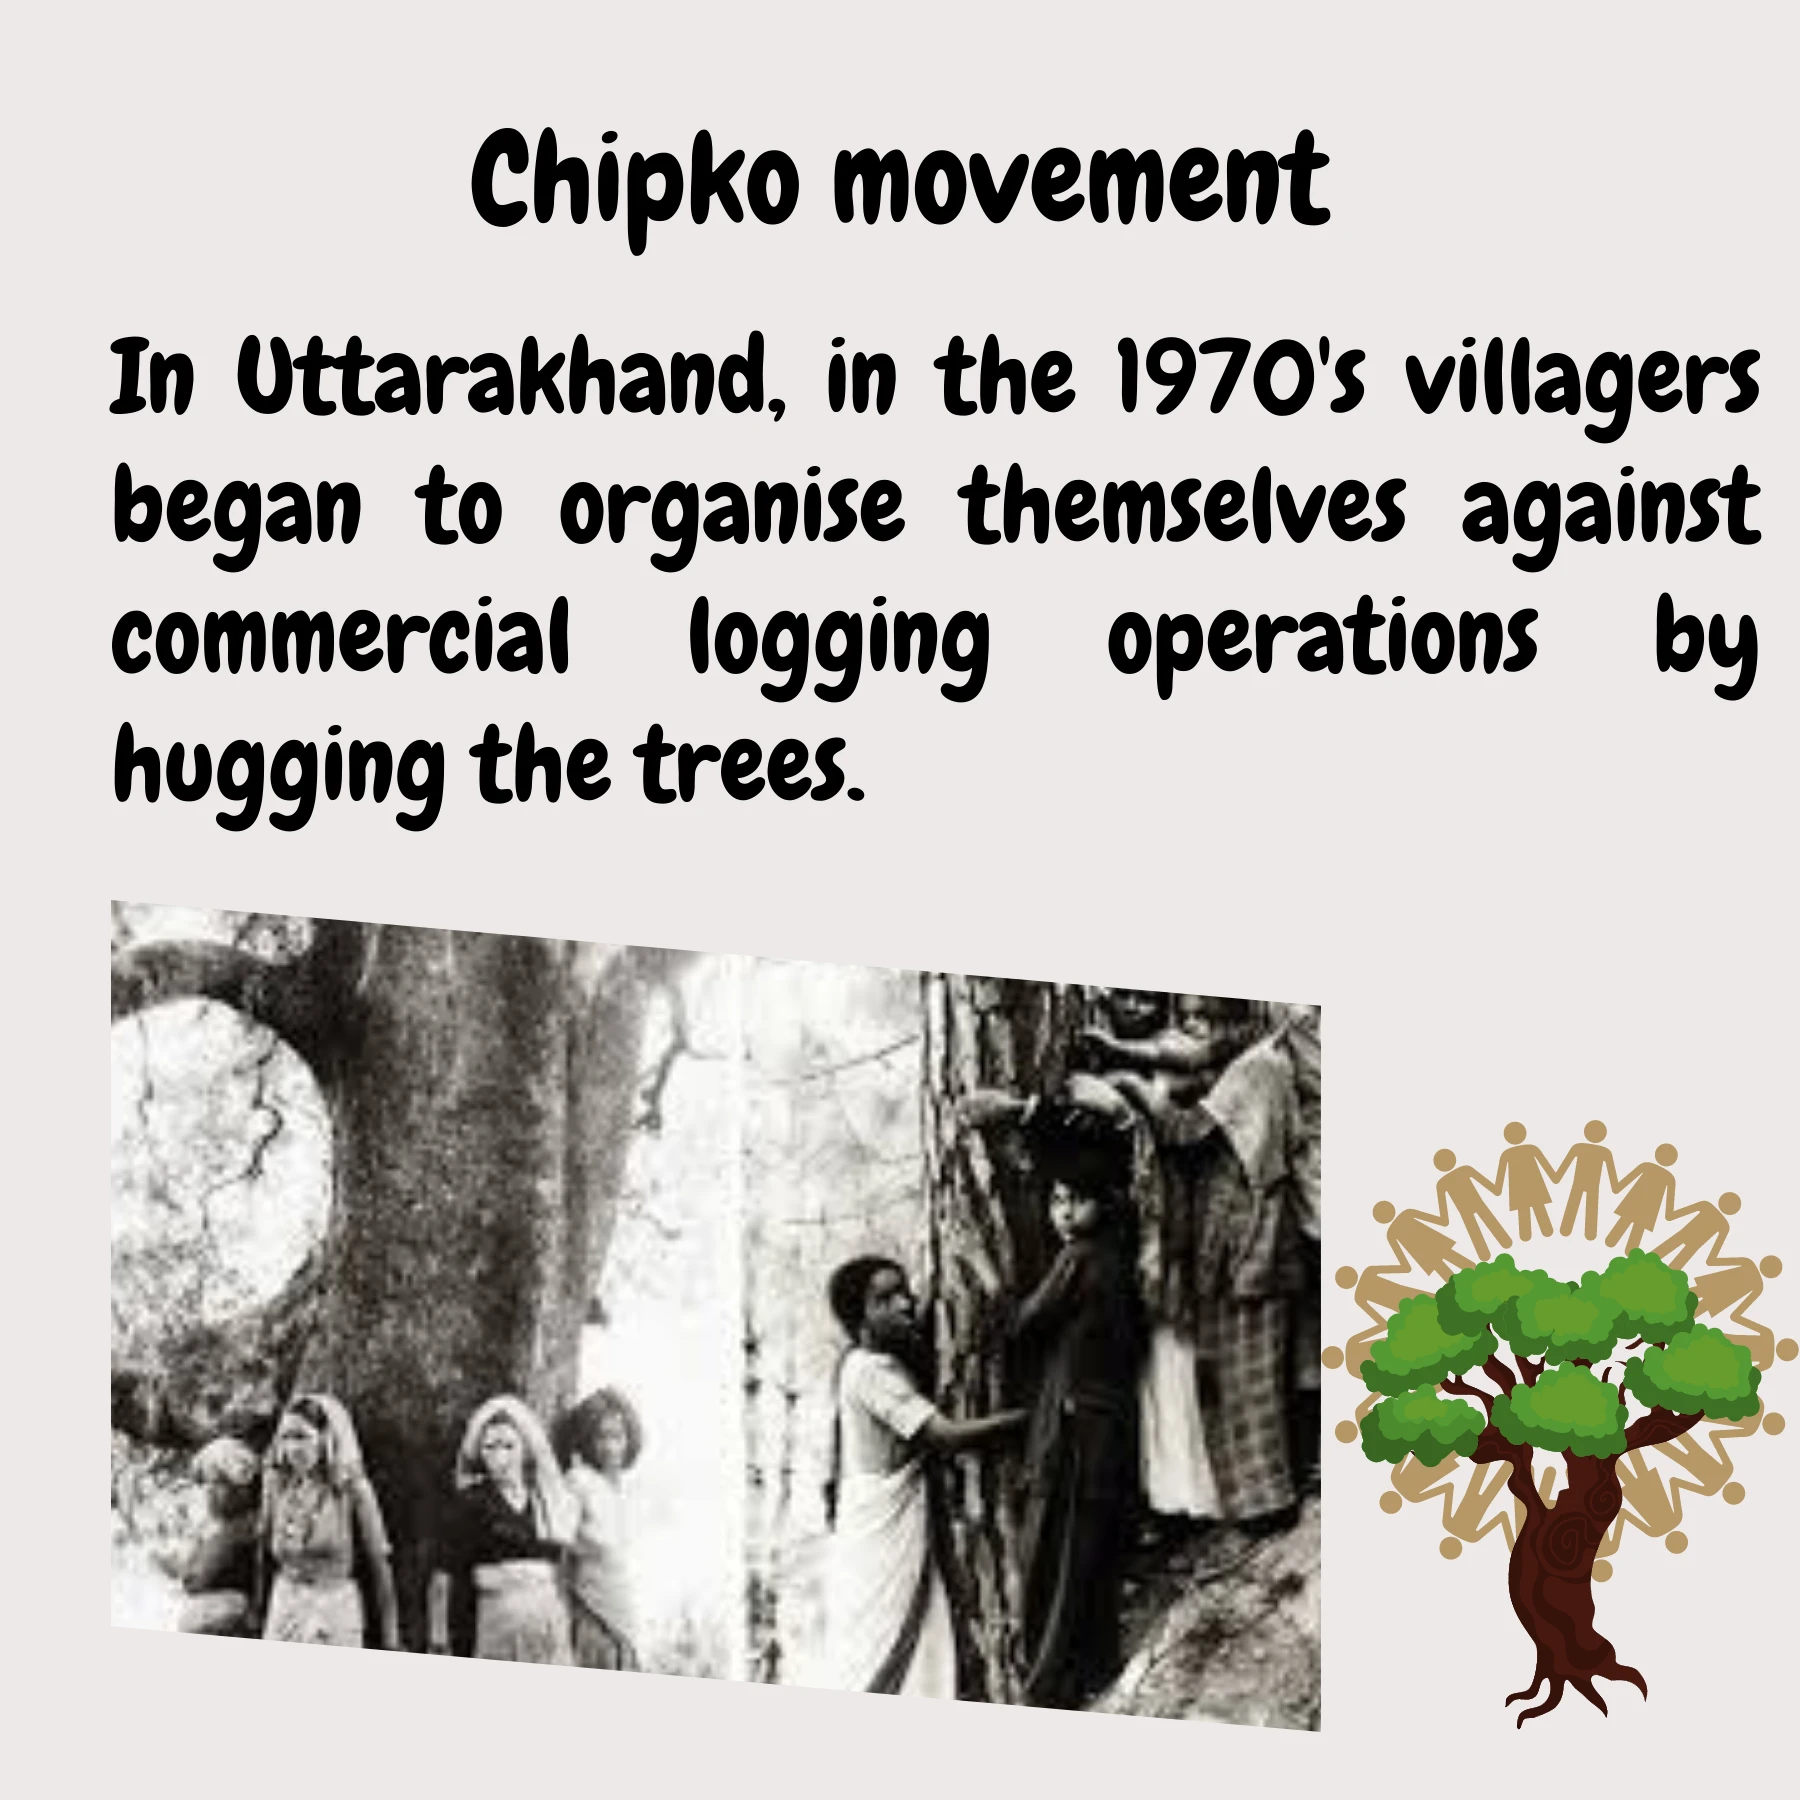 Chipko movement
In Uttarakhand, in the 1970's villagers
began to organise themselves against
commercial logging operations by
hugging the trees.